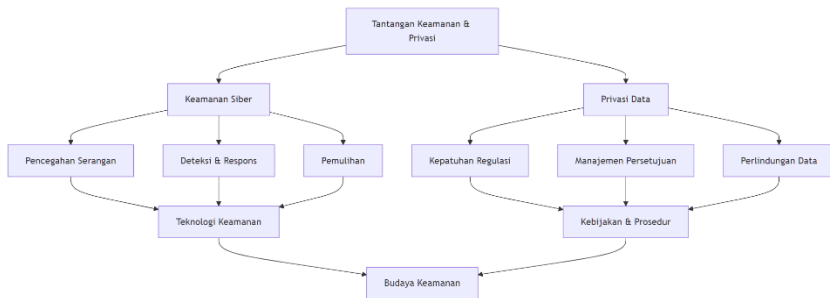 Tantangan Keamanan &
Privasi
Keamanan Siber
Privasi Data
Pencegahan Serangan
Deteksi & Respons
Pemulihan
Kepatuhan Regulasi
Manajemen Persetujuan
Perlindungan Data
Teknologi Keamanan
Kebijakan & Prosedur
Budaya Keamanan